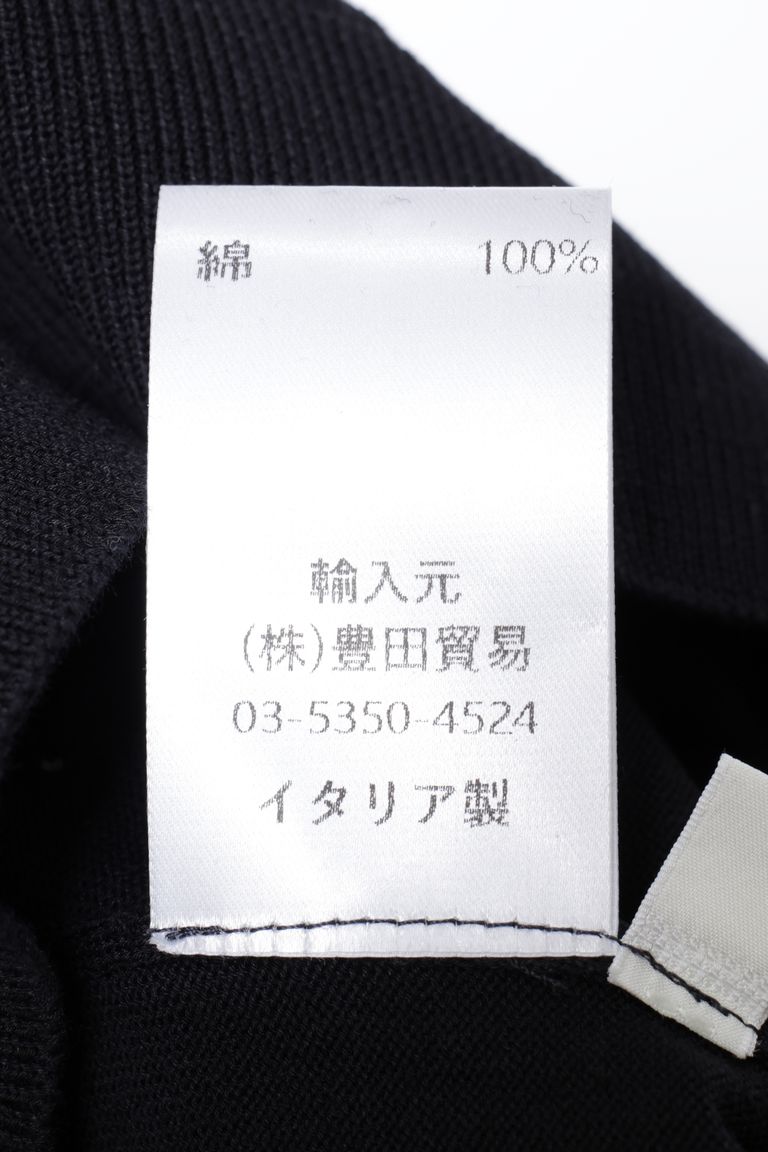 綿 100%
輸入元
(株)豊田貿易
03-5350-4524
イタリア製